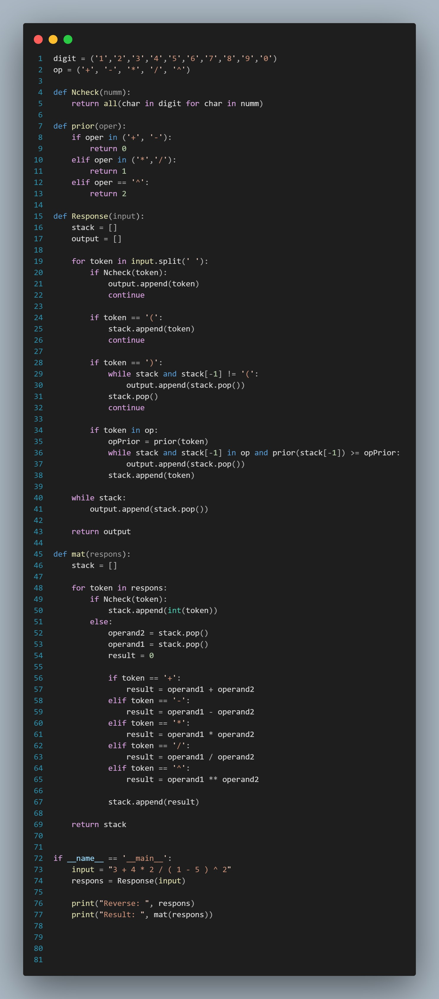 1 digit = ('1','2','3','4','5','6','7','8','9','0')
2 op = ('+', '-', '*', '/', '^')
3
4 def Ncheck(numm):
5     return all(char in digit for char in numm)
6
7 def prior(oper):
8     if oper in ('+', '-'):
9         return 0
10     elif oper in ('*','/'):
11         return 1
12     elif oper == '^':
13         return 2
14
15 def Response(input):
16     stack = []
17     output = []
18
19     for token in input.split(' '):
20         if Ncheck(token):
21             output.append(token)
22             continue
23
24         if token == '(':
25             stack.append(token)
26             continue
27
28         if token == ')':
29             while stack and stack[-1] != '(':
30                 output.append(stack.pop())
31             stack.pop()
32             continue
33
34         if token in op:
35             opPrior = prior(token)
36             while stack and stack[-1] in op and prior(stack[-1]) >= opPrior:
37                 output.append(stack.pop())
38             stack.append(token)
39
40     while stack:
41         output.append(stack.pop())
42
43     return output
44
45 def mat(respons):
46     stack = []
47
48     for token in respons:
49         if Ncheck(token):
50             stack.append(int(token))
51         else:
52             operand2 = stack.pop()
53             operand1 = stack.pop()
54             result = 0
55
56             if token == '+':
57                 result = operand1 + operand2
58             elif token == '-':
59                 result = operand1 - operand2
60             elif token == '*':
61                 result = operand1 * operand2
62             elif token == '/':
63                 result = operand1 / operand2
64             elif token == '^':
65                 result = operand1 ** operand2
66
67             stack.append(result)
68
69     return stack
70
71
72 if __name__ == '__main__':
73     input = "3 + 4 * 2 / ( 1 - 5 ) ^ 2"
74     respons = Response(input)
75
76     print("Reverse: ", respons)
77     print("Result: ", mat(respons))
78
79
80
81